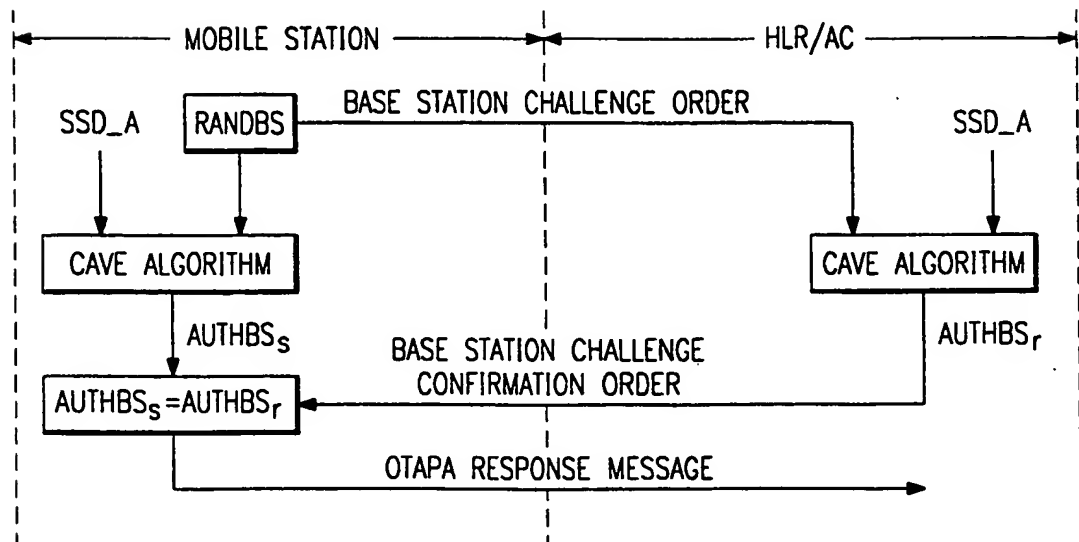 MOBILE STATION
HLR/AC
BASE STATION CHALLENGE ORDER
SSD_A
RANDBS
SSD_A
CAVE ALGORITHM
CAVE ALGORITHM
AUTHBSs
AUTHBSr
BASE STATION CHALLENGE
CONFIRMATION ORDER
AUTHBSs=AUTHBSr
OTAPA RESPONSE MESSAGE